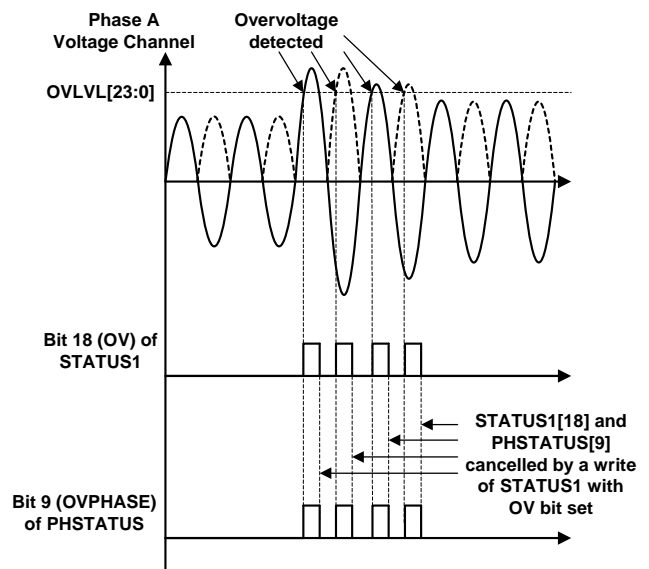 Phase A
Voltage Channel
Overvoltage
detected
OVLVL[23:0]
Bit 18 (OV) of
STATUS1
STATUS1[18] and
PHSTATUS[9]
cancelled by a write
of STATUS1 with
OV bit set
Bit 9 (OVPHASE)
of PHSTATUS